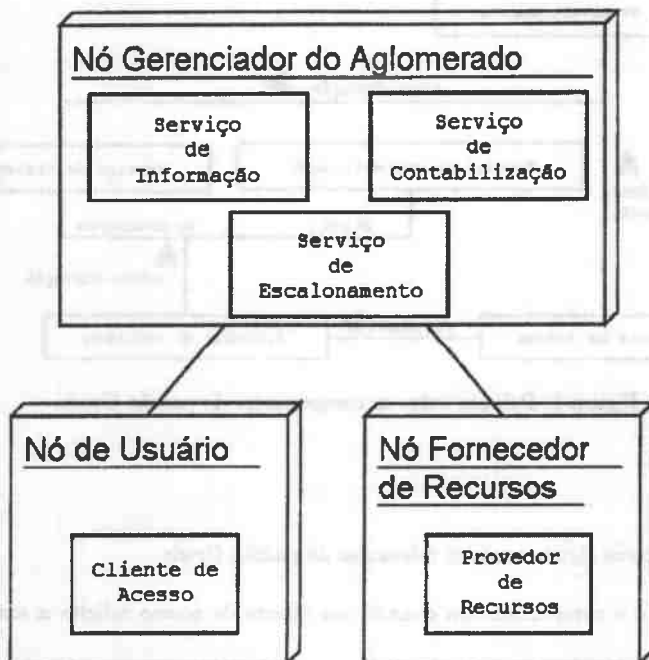 Nó Gerenciador do Aglomerado
Serviço
de
Informação
Serviço
de
Contabilização
Serviço
de
Escalonamento
Nó de Usuário
Cliente de
Acesso
Nó Fornecedor
de Recursos
Provedor
de
Recursos